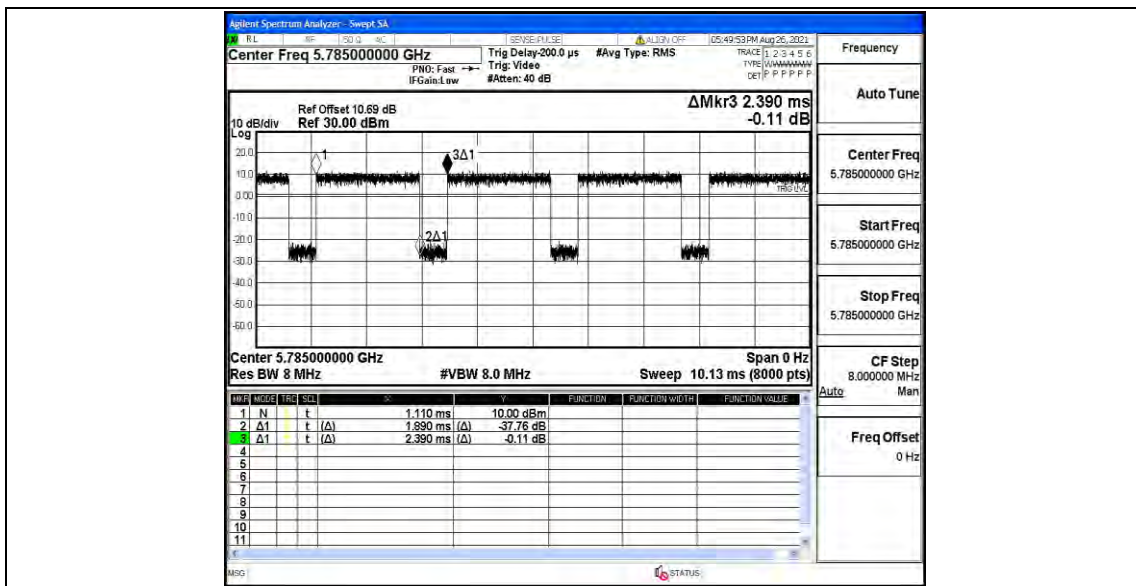 Agilent Spectrum Analyzer - Swept SA
RL RF 50 Ω AC SENSE:PULSE ALIGN OFF 05:49:53 PM Aug 26, 2021
Center Freq 5.785000000 GHz
PNO: Fast
IFGain:Low
Trig Delay-200.0 µs
Trig: Video
#Atten: 40 dB
#Avg Type: RMS
TRACE 1 2 3 4 5 6
TYPE WWWWWW
DET P P P P P P
Frequency
Auto Tune
Center Freq
5.785000000 GHz
Start Freq
5.785000000 GHz
Stop Freq
5.785000000 GHz
CF Step
8.000000 MHz
Auto Man
Freq Offset
0 Hz
ΔMkr3 2.390 ms
-0.11 dB
Ref Offset 10.69 dB
10 dB/div Ref 30.00 dBm
Log
20.0
10.0
0.00
-10.0
-20.0
-30.0
-40.0
-50.0
-60.0
1
3Δ1
2Δ1
TRIG LVL
Center 5.785000000 GHz Span 0 Hz
Res BW 8 MHz #VBW 8.0 MHz Sweep 10.13 ms (8000 pts)
MKR MODE TRC SCL X Y FUNCTION FUNCTION WIDTH FUNCTION VALUE
1 N t 1.110 ms 10.00 dBm
2 Δ1 t (Δ) 1.890 ms (Δ) -37.76 dB
3 Δ1 t (Δ) 2.390 ms (Δ) -0.11 dB
4
5
6
7
8
9
10
11
MSG STATUS